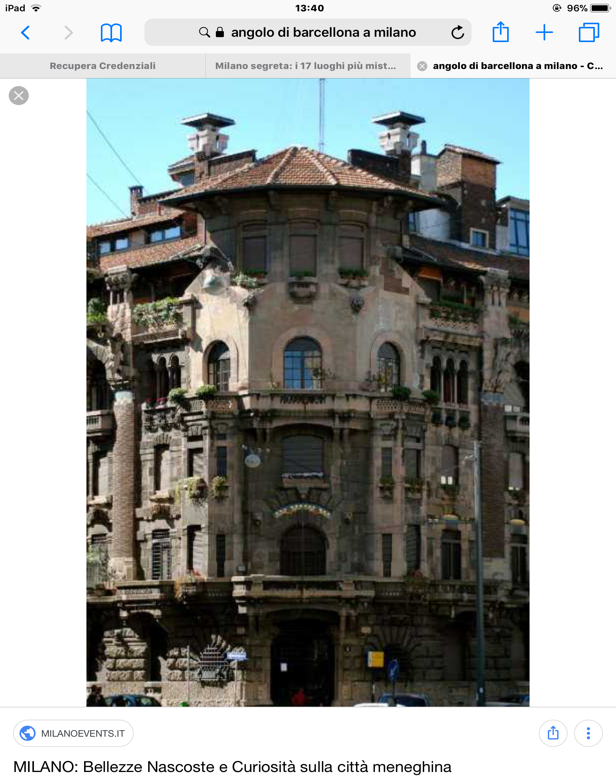 iPad 13:40 96%
angolo di barcellona a milano
Recupera Credenziali Milano segreta: i 17 luoghi più mist... angolo di barcellona a milano - C...
MILANOEVENTS.IT
MILANO: Bellezze Nascoste e Curiosità sulla città meneghina